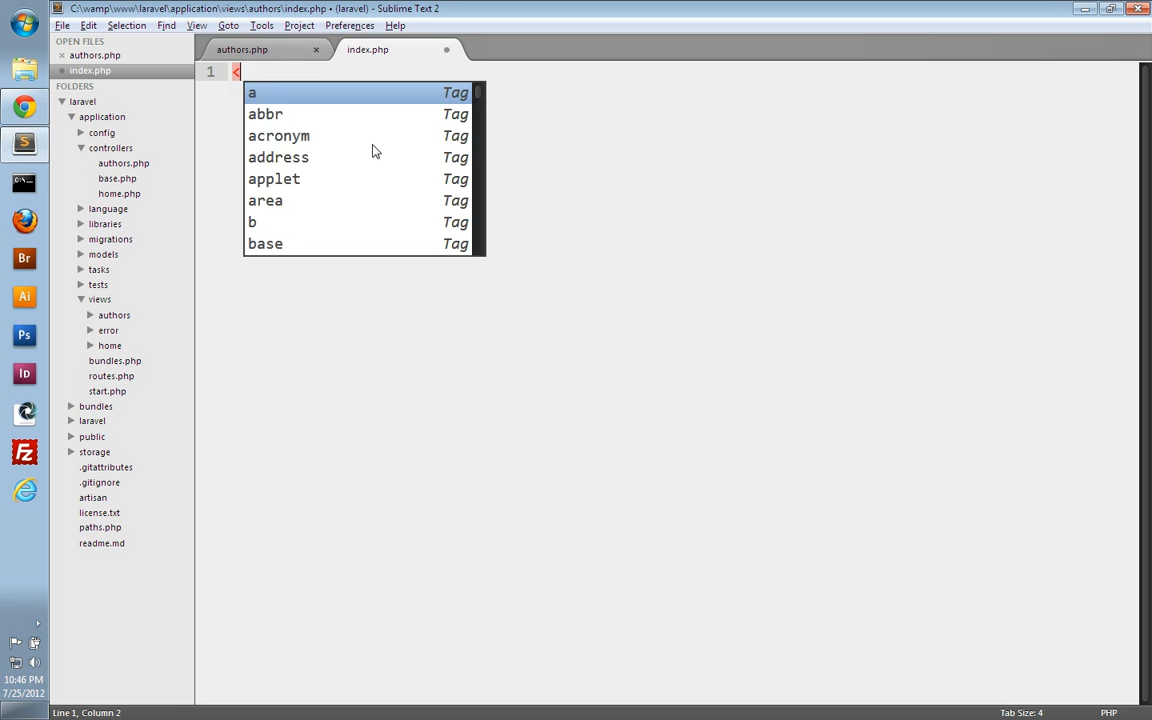 C:\wamp\www\laravel\application\views\authors\index.php • (laravel) - Sublime Text 2
File Edit Selection Find View Goto Tools Project Preferences Help
OPEN FILES
authors.php
index.php
FOLDERS
laravel
application
config
controllers
authors.php
base.php
home.php
language
libraries
migrations
models
tasks
tests
views
authors
error
home
bundles.php
routes.php
start.php
bundles
laravel
public
storage
.gitattributes
.gitignore
artisan
license.txt
paths.php
readme.md
authors.php index.php
1 <
a Tag
abbr Tag
acronym Tag
address Tag
applet Tag
area Tag
b Tag
base Tag
Br
Ai
Ps
Id
Fz
10:46 PM
7/25/2012
Line 1, Column 2 Tab Size: 4 PHP